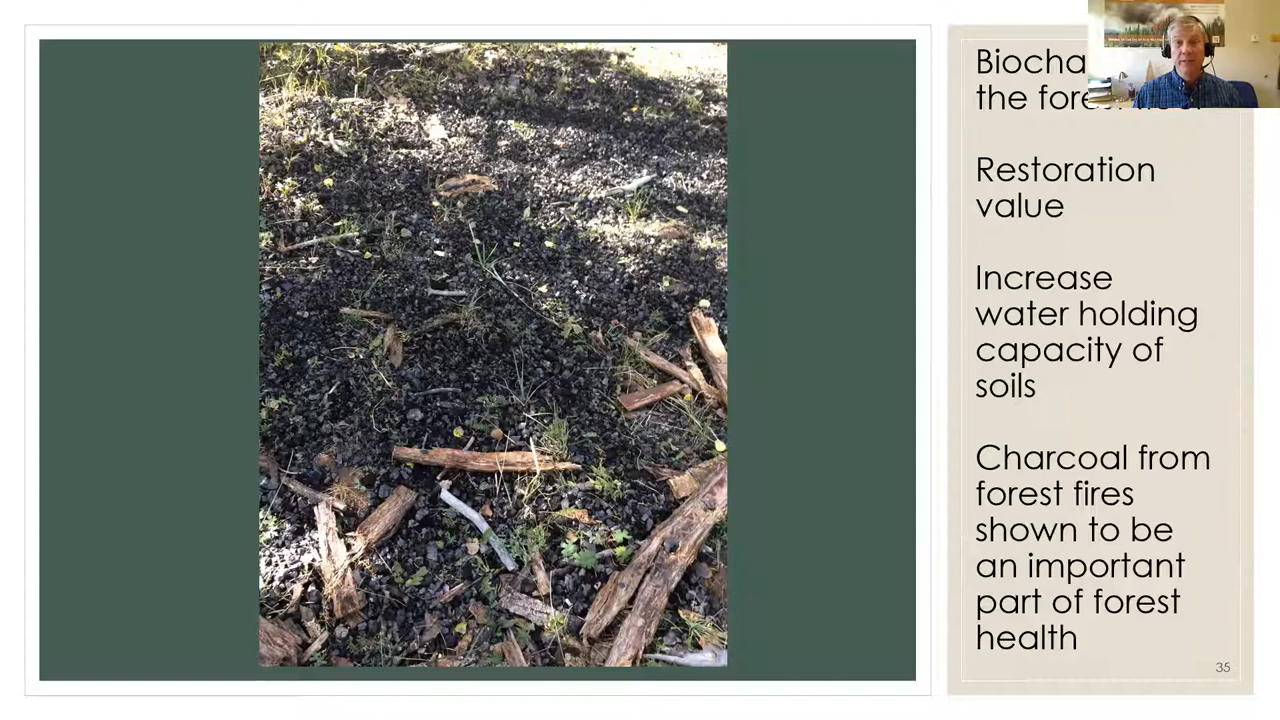 Biocha
the fore
Restoration
value
Increase
water holding
capacity of
soils
Charcoal from
forest fires
shown to be
an important
part of forest
health
35